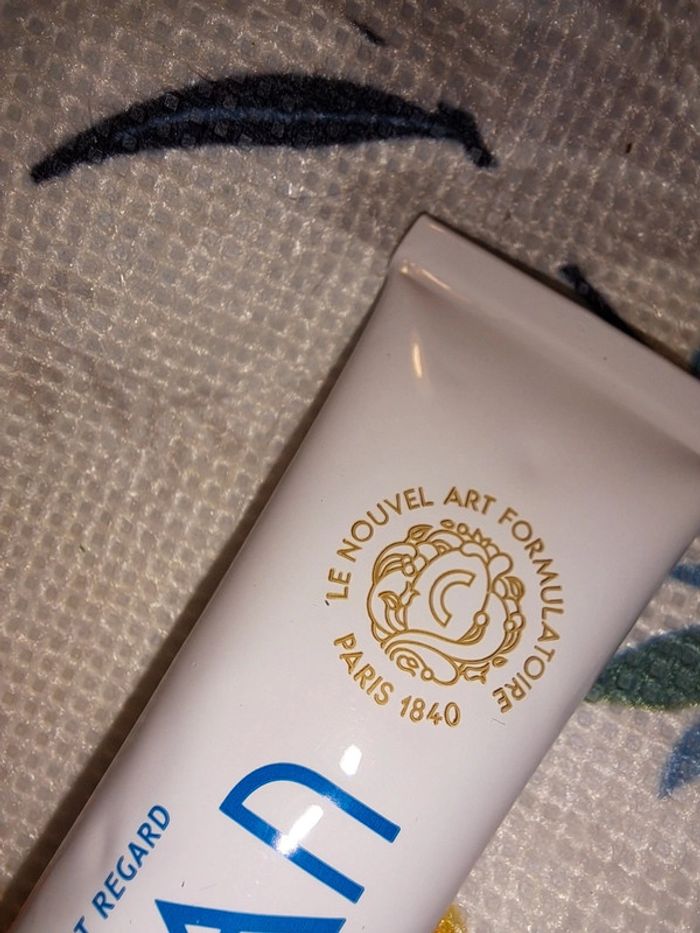 LE NOUVEL ART FORMULATOIRE
PARIS 1840
C
REGARD